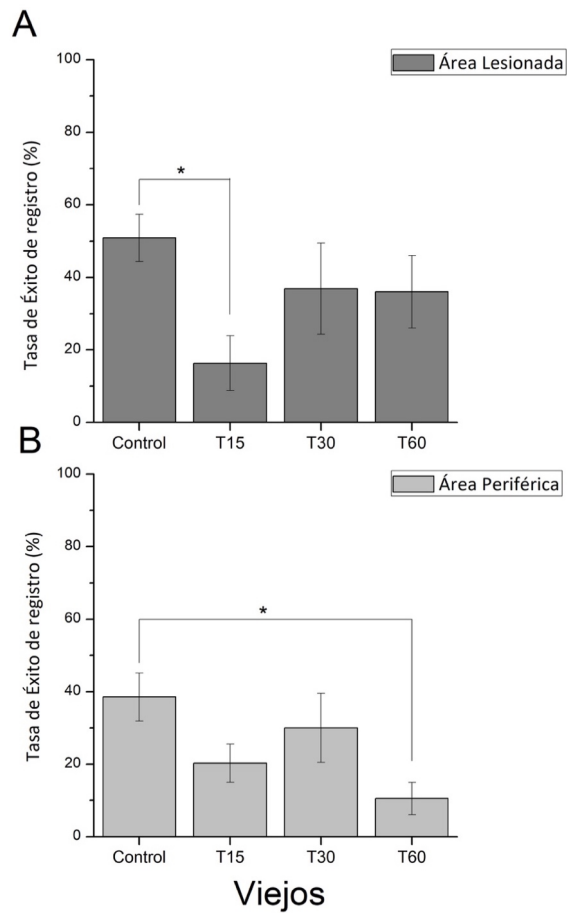 A
Área Lesionada
Tasa de Éxito de registro (%)
100
80
60
40
20
0
*
Control T15 T30 T60
B
Área Periférica
Tasa de Éxito de registro (%)
100
80
60
40
20
0
*
Control T15 T30 T60
Viejos